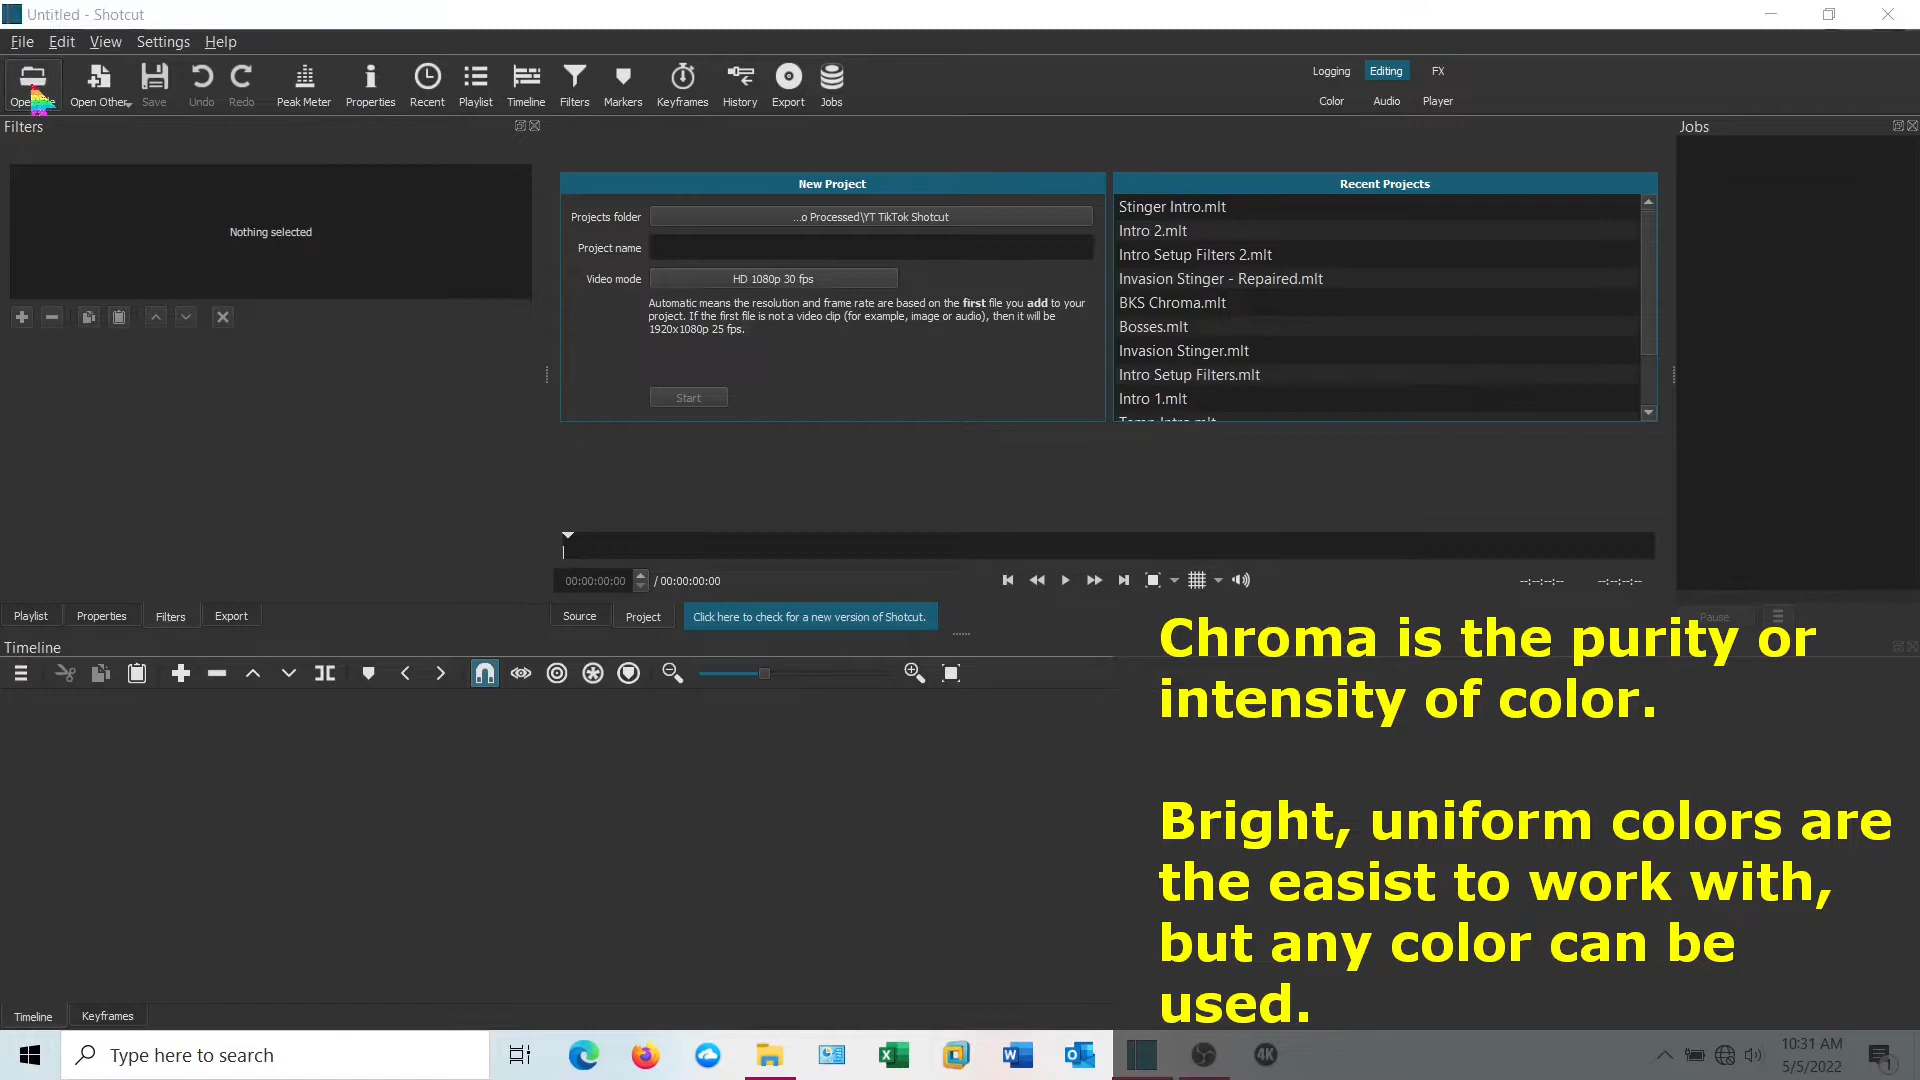 Untitled - Shotcut
File Edit View Settings Help
Open Other Save Undo Redo Peak Meter Properties Recent Playlist Timeline Filters Markers Keyframes History Export Jobs
Logging Editing FX
Color Audio Player
Filters
Jobs
Nothing selected
New Project
Projects folder ...o Processed\YT TikTok Shotcut
Project name
Video mode HD 1080p 30 fps
Automatic means the resolution and frame rate are based on the first file you add to your
project. If the first file is not a video clip (for example, image or audio), then it will be
1920x1080p 25 fps.
Start
Recent Projects
Stinger Intro.mlt
Intro 2.mlt
Intro Setup Filters 2.mlt
Invasion Stinger - Repaired.mlt
BKS Chroma.mlt
Bosses.mlt
Invasion Stinger.mlt
Intro Setup Filters.mlt
Intro 1.mlt
00:00:00:00 / 00:00:00:00
--:--:--:-- --:--:--:--
Playlist Properties Filters Export
Source Project Click here to check for a new version of Shotcut.
Pause
Timeline
Chroma is the purity or
intensity of color.
Bright, uniform colors are
the easist to work with,
but any color can be
used.
Timeline Keyframes
Type here to search
4K
10:31 AM
5/5/2022
1